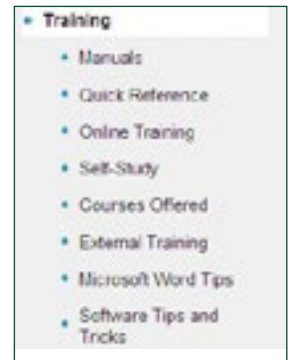 Training
Manuals
Quick Reference
Online Training
Self-Study
Courses Offered
External Training
Microsoft Word Tips
Software Tips and
Tricks